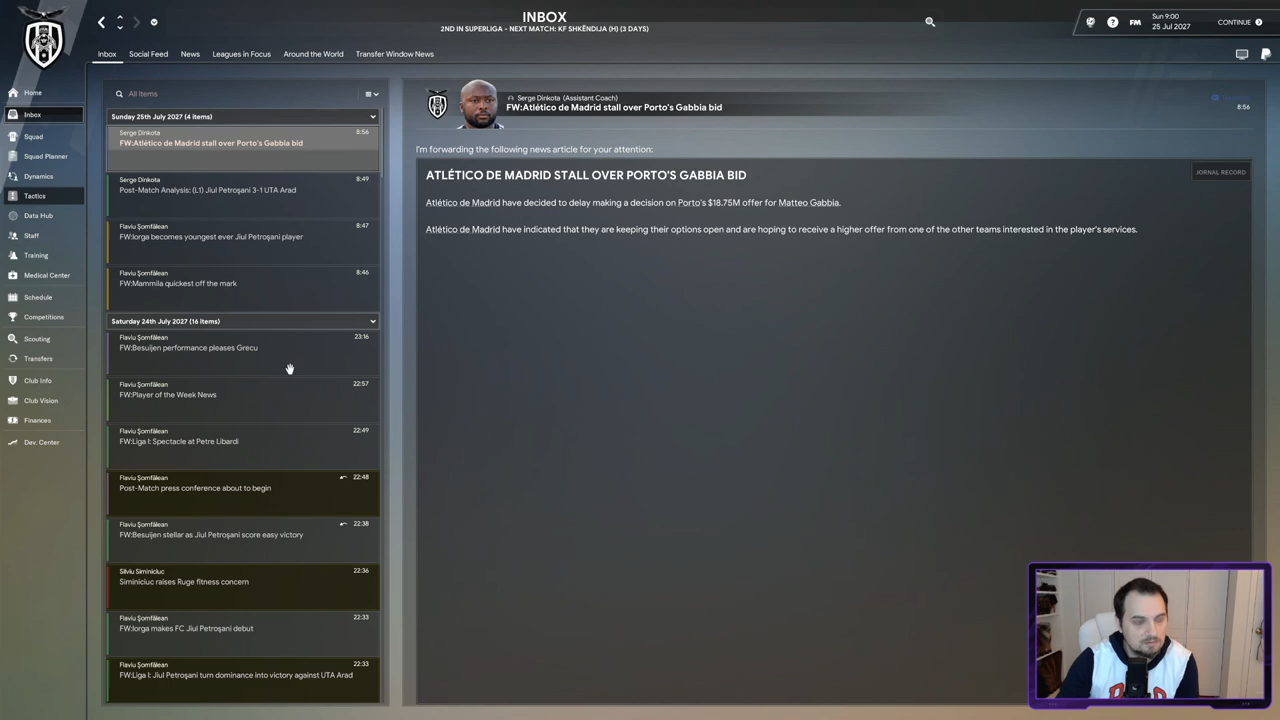 INBOX
2ND IN SUPERLIGA - NEXT MATCH: KF SHKËNDIJA (H) (3 DAYS)
FM
Sun 9:00
25 Jul 2027
CONTINUE
Inbox
Social Feed
News
Leagues in Focus
Around the World
Transfer Window News
Home
Inbox
Squad
Squad Planner
Dynamics
Tactics
Data Hub
Staff
Training
Medical Center
Schedule
Competitions
Scouting
Transfers
Club Info
Club Vision
Finances
Dev. Center
All Items
Sunday 25th July 2027 (4 items)
Serge Dinkota 8:56
FW:Atlético de Madrid stall over Porto's Gabbia bid
Serge Dinkota 8:49
Post-Match Analysis: (L1) Jiul Petroşani 3-1 UTA Arad
Flaviu Şomfălean 8:47
FW:Iorga becomes youngest ever Jiul Petroşani player
Flaviu Şomfălean 8:46
FW:Mammila quickest off the mark
Saturday 24th July 2027 (16 Items)
Flaviu Şomfălean 23:16
FW:Besuijen performance pleases Grecu
Flaviu Şomfălean 22:57
FW:Player of the Week News
Flaviu Şomfălean 22:49
FW:Liga I: Spectacle at Petre Libardi
Flaviu Şomfălean 22:48
Post-Match press conference about to begin
Flaviu Şomfălean 22:38
FW:Besuijen stellar as Jiul Petroşani score easy victory
Silviu Siminiciuc 22:36
Siminiciuc raises Ruge fitness concern
Flaviu Şomfălean 22:33
FW:Iorga makes FC Jiul Petroşani debut
Flaviu Şomfălean 22:33
FW:Liga I: Jiul Petroşani turn dominance into victory against UTA Arad
Serge Dinkota (Assistant Coach)
FW:Atlético de Madrid stall over Porto's Gabbia bid
8:56
I'm forwarding the following news article for your attention:
ATLÉTICO DE MADRID STALL OVER PORTO'S GABBIA BID
JORNAL RECORD
Atlético de Madrid have decided to delay making a decision on Porto's $18.75M offer for Matteo Gabbia.
Atlético de Madrid have indicated that they are keeping their options open and are hoping to receive a higher offer from one of the other teams interested in the player's services.